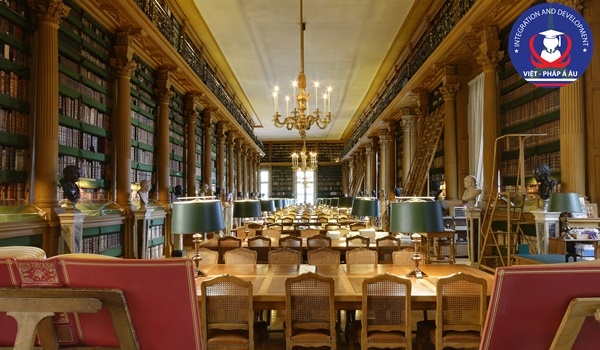 INTEGRATION AND DEVELOPMENT
VIỆT - PHÁP Á ÂU